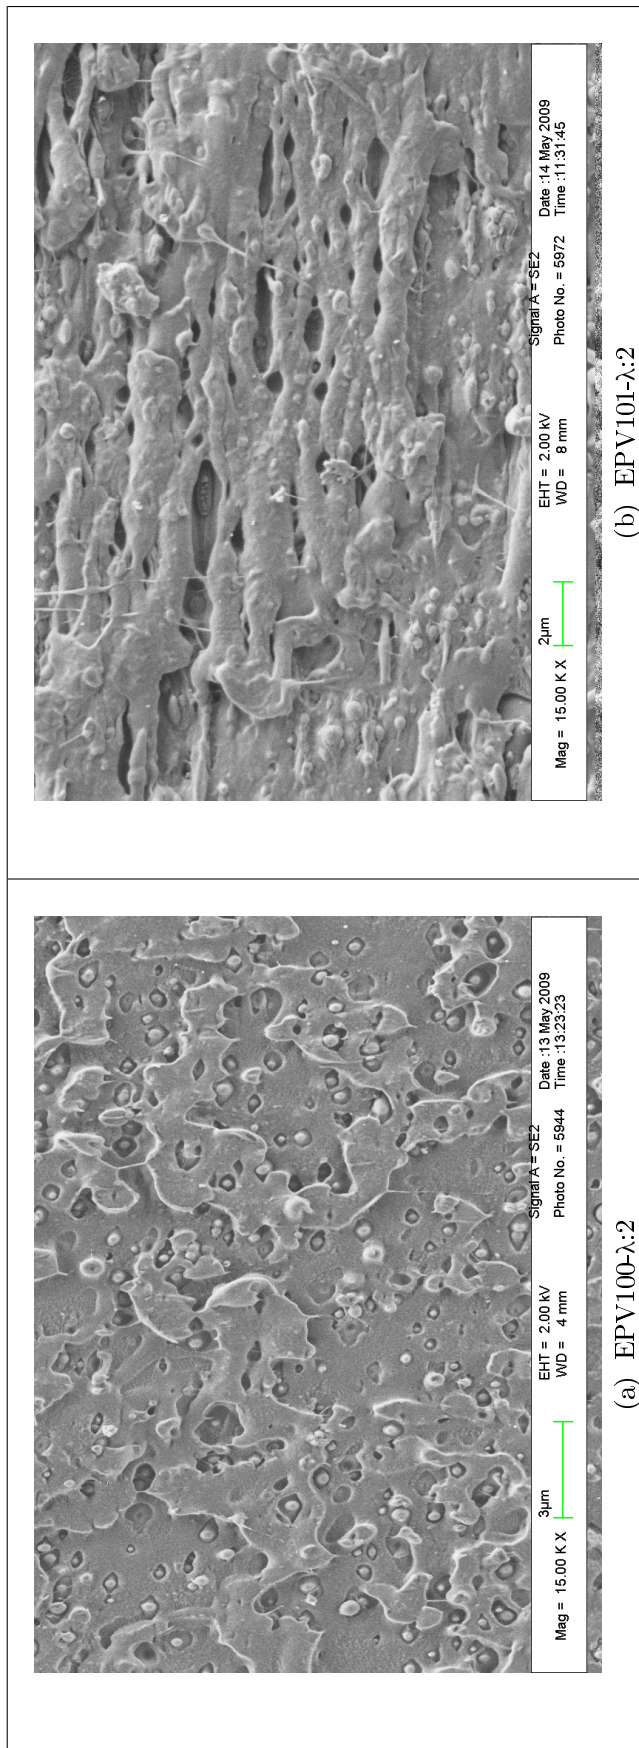 3µm
Mag = 15.00 K X
EHT = 2.00 kV
WD = 4 mm
Signal A = SE2
Photo No. = 5944
Date :13 May 2009
Time :13:23:23
(a) EPV100-λ:2
2µm
Mag = 15.00 K X
EHT = 2.00 kV
WD = 8 mm
Signal A = SE2
Photo No. = 5972
Date :14 May 2009
Time :11:31:45
(b) EPV101-λ:2